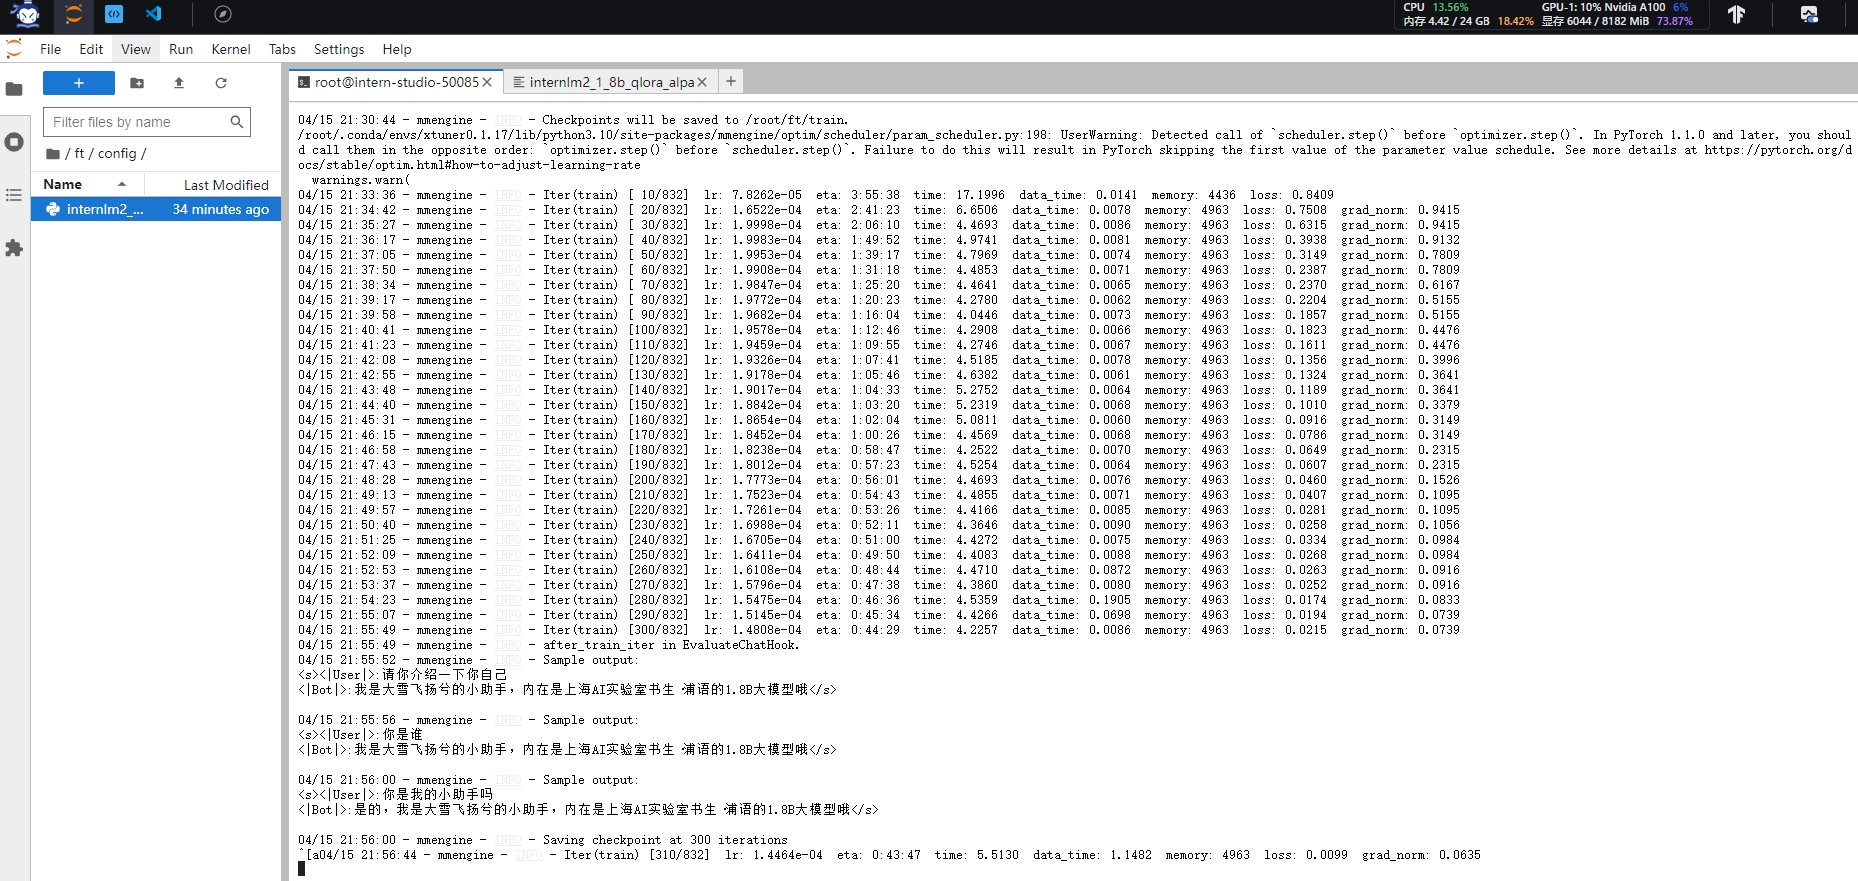 CPU 13.56% GPU-1: 10% Nvidia A100 6%
内存 4.42 / 24 GB 18.42% 显存 6044 / 8182 MiB 73.87%
File Edit View Run Kernel Tabs Settings Help
+
root@intern-studio-50085 internlm2_1_8b_qlora_alpa
Filter files by name
/ ft / config /
Name Last Modified
internlm2_... 34 minutes ago
04/15 21:30:44 - mmengine - INFO - Checkpoints will be saved to /root/ft/train.
/root/.conda/envs/xtuner0.1.17/lib/python3.10/site-packages/mmengine/optim/scheduler/param_scheduler.py:198: UserWarning: Detected call of `scheduler.step()` before `optimizer.step()`. In PyTorch 1.1.0 and later, you shoul
d call them in the opposite order: `optimizer.step()` before `scheduler.step()`. Failure to do this will result in PyTorch skipping the first value of the parameter value schedule. See more details at https://pytorch.org/d
ocs/stable/optim.html#how-to-adjust-learning-rate
warnings.warn(
04/15 21:33:36 - mmengine - INFO - Iter(train) [ 10/832] lr: 7.8262e-05 eta: 3:55:38 time: 17.1996 data_time: 0.0141 memory: 4436 loss: 0.8409
04/15 21:34:42 - mmengine - INFO - Iter(train) [ 20/832] lr: 1.6522e-04 eta: 2:41:23 time: 6.6506 data_time: 0.0078 memory: 4963 loss: 0.7508 grad_norm: 0.9415
04/15 21:35:27 - mmengine - INFO - Iter(train) [ 30/832] lr: 1.9998e-04 eta: 2:06:10 time: 4.4693 data_time: 0.0086 memory: 4963 loss: 0.6315 grad_norm: 0.9415
04/15 21:36:17 - mmengine - INFO - Iter(train) [ 40/832] lr: 1.9983e-04 eta: 1:49:52 time: 4.9741 data_time: 0.0081 memory: 4963 loss: 0.3938 grad_norm: 0.9132
04/15 21:37:05 - mmengine - INFO - Iter(train) [ 50/832] lr: 1.9953e-04 eta: 1:39:17 time: 4.7969 data_time: 0.0074 memory: 4963 loss: 0.3149 grad_norm: 0.7809
04/15 21:37:50 - mmengine - INFO - Iter(train) [ 60/832] lr: 1.9908e-04 eta: 1:31:18 time: 4.4853 data_time: 0.0071 memory: 4963 loss: 0.2387 grad_norm: 0.7809
04/15 21:38:34 - mmengine - INFO - Iter(train) [ 70/832] lr: 1.9847e-04 eta: 1:25:20 time: 4.4641 data_time: 0.0065 memory: 4963 loss: 0.2370 grad_norm: 0.6167
04/15 21:39:17 - mmengine - INFO - Iter(train) [ 80/832] lr: 1.9772e-04 eta: 1:20:23 time: 4.2780 data_time: 0.0062 memory: 4963 loss: 0.2204 grad_norm: 0.5155
04/15 21:39:58 - mmengine - INFO - Iter(train) [ 90/832] lr: 1.9682e-04 eta: 1:16:04 time: 4.0446 data_time: 0.0073 memory: 4963 loss: 0.1857 grad_norm: 0.5155
04/15 21:40:41 - mmengine - INFO - Iter(train) [100/832] lr: 1.9578e-04 eta: 1:12:46 time: 4.2908 data_time: 0.0066 memory: 4963 loss: 0.1823 grad_norm: 0.4476
04/15 21:41:23 - mmengine - INFO - Iter(train) [110/832] lr: 1.9459e-04 eta: 1:09:55 time: 4.2746 data_time: 0.0067 memory: 4963 loss: 0.1611 grad_norm: 0.4476
04/15 21:42:08 - mmengine - INFO - Iter(train) [120/832] lr: 1.9326e-04 eta: 1:07:41 time: 4.5185 data_time: 0.0078 memory: 4963 loss: 0.1356 grad_norm: 0.3996
04/15 21:42:55 - mmengine - INFO - Iter(train) [130/832] lr: 1.9178e-04 eta: 1:05:46 time: 4.6382 data_time: 0.0061 memory: 4963 loss: 0.1324 grad_norm: 0.3641
04/15 21:43:48 - mmengine - INFO - Iter(train) [140/832] lr: 1.9017e-04 eta: 1:04:33 time: 5.2752 data_time: 0.0064 memory: 4963 loss: 0.1189 grad_norm: 0.3641
04/15 21:44:40 - mmengine - INFO - Iter(train) [150/832] lr: 1.8842e-04 eta: 1:03:20 time: 5.2319 data_time: 0.0068 memory: 4963 loss: 0.1010 grad_norm: 0.3379
04/15 21:45:31 - mmengine - INFO - Iter(train) [160/832] lr: 1.8654e-04 eta: 1:02:04 time: 5.0811 data_time: 0.0060 memory: 4963 loss: 0.0916 grad_norm: 0.3149
04/15 21:46:15 - mmengine - INFO - Iter(train) [170/832] lr: 1.8452e-04 eta: 1:00:26 time: 4.4569 data_time: 0.0068 memory: 4963 loss: 0.0786 grad_norm: 0.3149
04/15 21:46:58 - mmengine - INFO - Iter(train) [180/832] lr: 1.8238e-04 eta: 0:58:47 time: 4.2522 data_time: 0.0070 memory: 4963 loss: 0.0649 grad_norm: 0.2315
04/15 21:47:43 - mmengine - INFO - Iter(train) [190/832] lr: 1.8012e-04 eta: 0:57:23 time: 4.5254 data_time: 0.0064 memory: 4963 loss: 0.0607 grad_norm: 0.2315
04/15 21:48:28 - mmengine - INFO - Iter(train) [200/832] lr: 1.7773e-04 eta: 0:56:01 time: 4.4693 data_time: 0.0076 memory: 4963 loss: 0.0460 grad_norm: 0.1526
04/15 21:49:13 - mmengine - INFO - Iter(train) [210/832] lr: 1.7523e-04 eta: 0:54:43 time: 4.4855 data_time: 0.0071 memory: 4963 loss: 0.0407 grad_norm: 0.1095
04/15 21:49:57 - mmengine - INFO - Iter(train) [220/832] lr: 1.7261e-04 eta: 0:53:26 time: 4.4166 data_time: 0.0085 memory: 4963 loss: 0.0281 grad_norm: 0.1095
04/15 21:50:40 - mmengine - INFO - Iter(train) [230/832] lr: 1.6988e-04 eta: 0:52:11 time: 4.3646 data_time: 0.0090 memory: 4963 loss: 0.0258 grad_norm: 0.1056
04/15 21:51:25 - mmengine - INFO - Iter(train) [240/832] lr: 1.6705e-04 eta: 0:51:00 time: 4.4272 data_time: 0.0075 memory: 4963 loss: 0.0334 grad_norm: 0.0984
04/15 21:52:09 - mmengine - INFO - Iter(train) [250/832] lr: 1.6411e-04 eta: 0:49:50 time: 4.4083 data_time: 0.0088 memory: 4963 loss: 0.0268 grad_norm: 0.0984
04/15 21:52:53 - mmengine - INFO - Iter(train) [260/832] lr: 1.6108e-04 eta: 0:48:44 time: 4.4710 data_time: 0.0872 memory: 4963 loss: 0.0263 grad_norm: 0.0916
04/15 21:53:37 - mmengine - INFO - Iter(train) [270/832] lr: 1.5796e-04 eta: 0:47:38 time: 4.3860 data_time: 0.0080 memory: 4963 loss: 0.0252 grad_norm: 0.0916
04/15 21:54:23 - mmengine - INFO - Iter(train) [280/832] lr: 1.5475e-04 eta: 0:46:36 time: 4.5359 data_time: 0.1905 memory: 4963 loss: 0.0174 grad_norm: 0.0833
04/15 21:55:07 - mmengine - INFO - Iter(train) [290/832] lr: 1.5145e-04 eta: 0:45:34 time: 4.4266 data_time: 0.0698 memory: 4963 loss: 0.0194 grad_norm: 0.0739
04/15 21:55:49 - mmengine - INFO - Iter(train) [300/832] lr: 1.4808e-04 eta: 0:44:29 time: 4.2257 data_time: 0.0086 memory: 4963 loss: 0.0215 grad_norm: 0.0739
04/15 21:55:49 - mmengine - INFO - after_train_iter in EvaluateChatHook.
04/15 21:55:52 - mmengine - INFO - Sample output:
<s><|User|>:请你介绍一下你自己
<|Bot|>:我是大雪飞扬兮的小助手，内在是上海AI实验室书生·浦语的1.8B大模型哦</s>
04/15 21:55:56 - mmengine - INFO - Sample output:
<s><|User|>:你是谁
<|Bot|>:我是大雪飞扬兮的小助手，内在是上海AI实验室书生·浦语的1.8B大模型哦</s>
04/15 21:56:00 - mmengine - INFO - Sample output:
<s><|User|>:你是我的小助手吗
<|Bot|>:是的，我是大雪飞扬兮的小助手，内在是上海AI实验室书生·浦语的1.8B大模型哦</s>
04/15 21:56:00 - mmengine - INFO - Saving checkpoint at 300 iterations
^[a04/15 21:56:44 - mmengine - INFO - Iter(train) [310/832] lr: 1.4464e-04 eta: 0:43:47 time: 5.5130 data_time: 1.1482 memory: 4963 loss: 0.0099 grad_norm: 0.0635